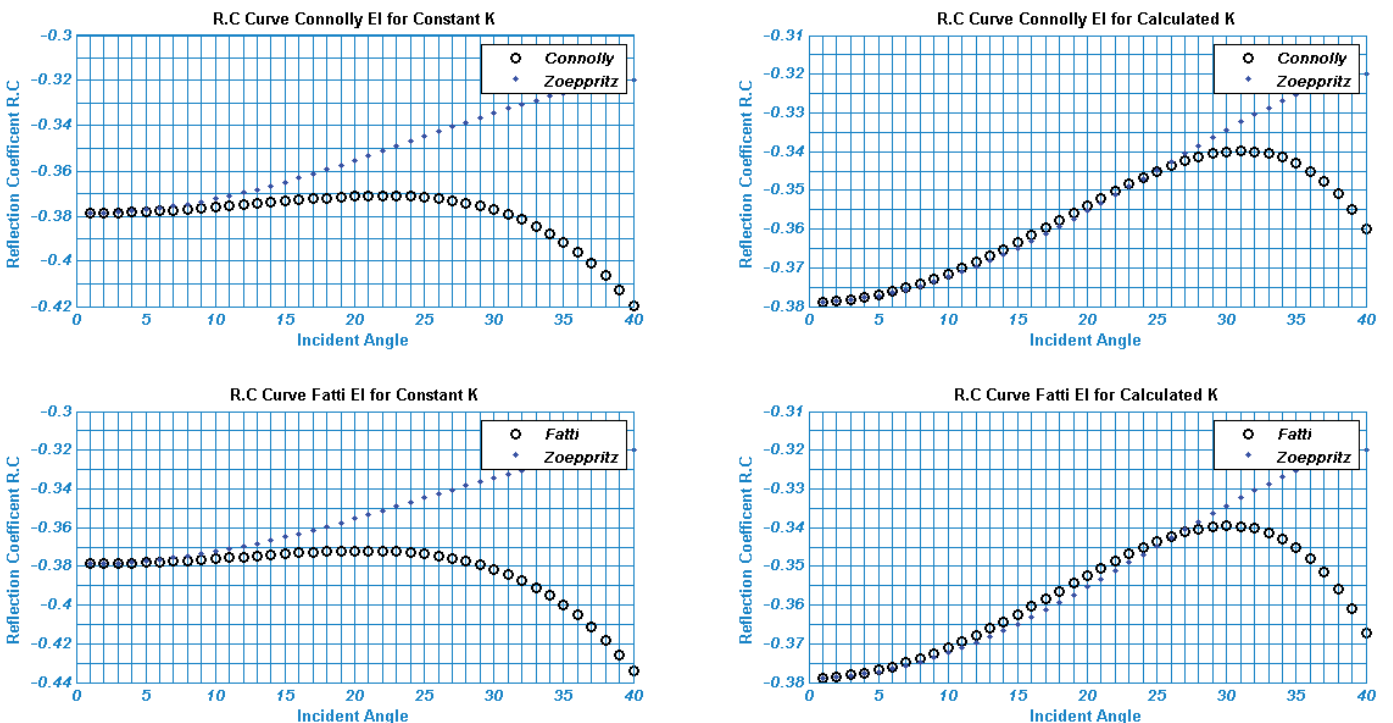 R.C Curve Connolly EI for Constant K
-0.3
-0.32
-0.34
-0.36
-0.38
-0.4
-0.42
Reflection Coefficient R.C
Connolly
Zoeppritz
0 5 10 15 20 25 30 35 40
Incident Angle
R.C Curve Connolly EI for Calculated K
-0.31
-0.32
-0.33
-0.34
-0.35
-0.36
-0.37
-0.38
Reflection Coefficent R.C
Connolly
Zoeppritz
0 5 10 15 20 25 30 35 40
Incident Angle
R.C Curve Fatti EI for Constant K
-0.3
-0.32
-0.34
-0.36
-0.38
-0.4
-0.42
-0.44
Reflection Coefficent R.C
Fatti
Zoeppritz
0 5 10 15 20 25 30 35 40
Incident Angle
R.C Curve Fatti EI for Calculated K
-0.31
-0.32
-0.33
-0.34
-0.35
-0.36
-0.37
-0.38
Reflection Coefficent R.C
Fatti
Zoeppritz
0 5 10 15 20 25 30 35 40
Incident Angle